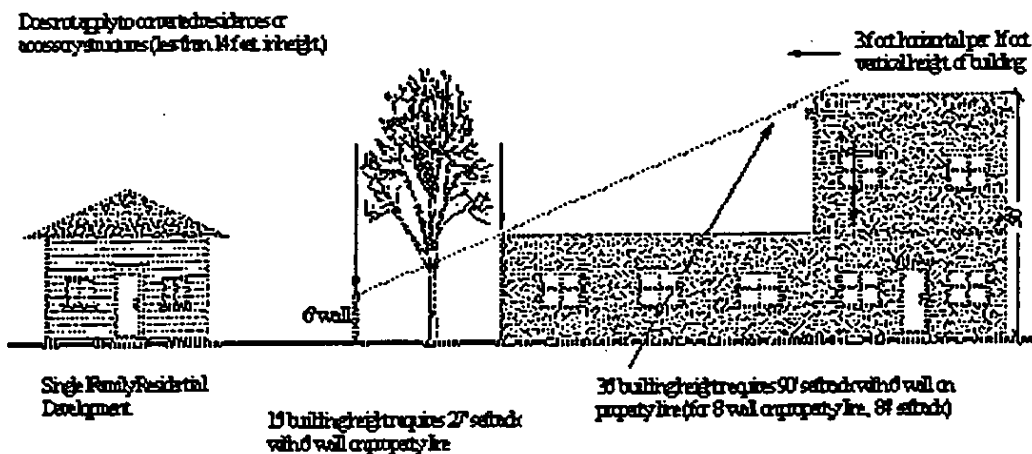 Does not apply to converted residences or
accessory structures (less than 14 feet in height.)
3 foot horizontal per 1 foot
vertical height of building
6' wall
Single Family Residential
Development
36' building height requires 90' setback with 6' wall on
property line (for 8' wall on property line, 84' setback)
15' building height requires 27' setback
with 6' wall on property line